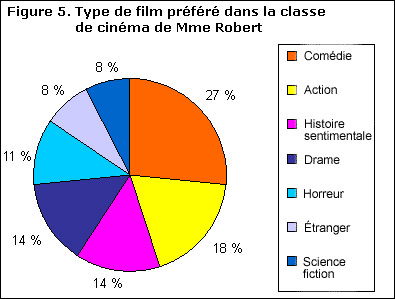 Figure 5. Type de film préféré dans la classe
de cinéma de Mme Robert
8 %
27 %
8 %
11 %
14 %
14 %
18 %
Comédie
Action
Histoire
sentimentale
Drame
Horreur
Étranger
Science
fiction